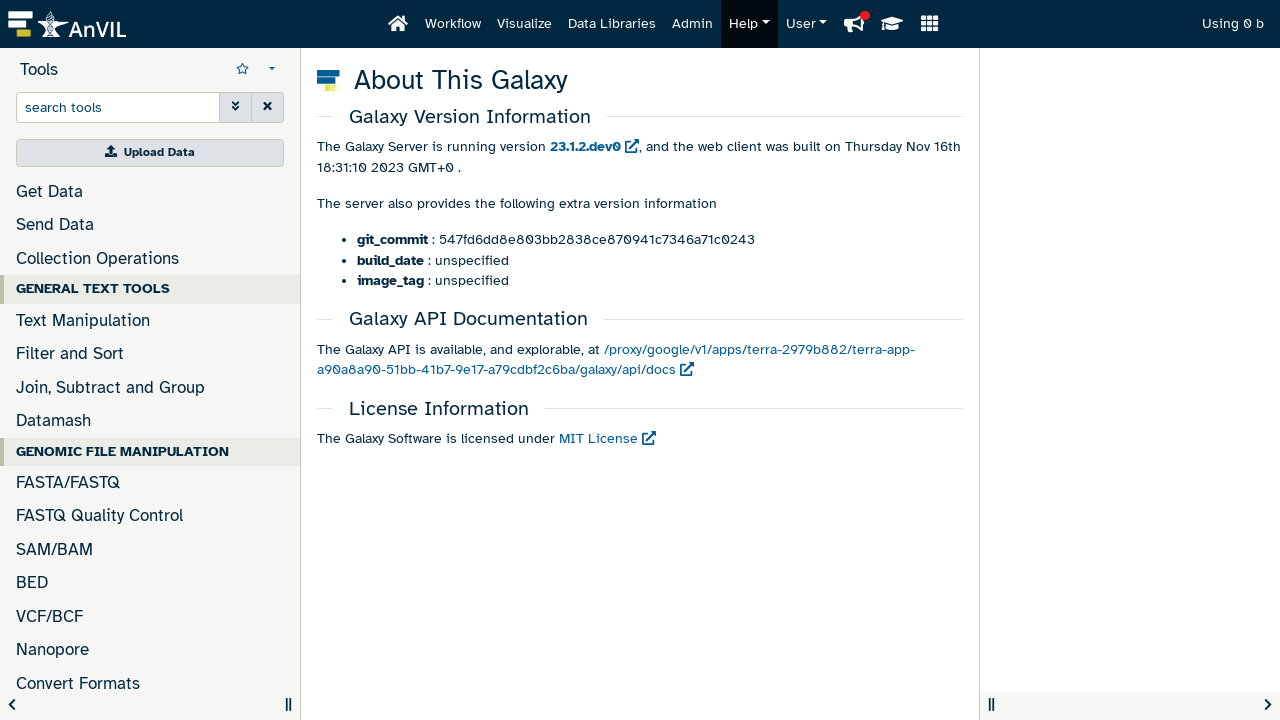 AnVIL
Workflow Visualize Data Libraries Admin Help User
Using 0 b
Tools
search tools
Upload Data
Get Data
Send Data
Collection Operations
GENERAL TEXT TOOLS
Text Manipulation
Filter and Sort
Join, Subtract and Group
Datamash
GENOMIC FILE MANIPULATION
FASTA/FASTQ
FASTQ Quality Control
SAM/BAM
BED
VCF/BCF
Nanopore
Convert Formats
About This Galaxy
Galaxy Version Information
The Galaxy Server is running version 23.1.2.dev0 , and the web client was built on Thursday Nov 16th
18:31:10 2023 GMT+0 .
The server also provides the following extra version information
• git_commit : 547fd6dd8e803bb2838ce870941c7346a71c0243
• build_date : unspecified
• image_tag : unspecified
Galaxy API Documentation
The Galaxy API is available, and explorable, at /proxy/google/v1/apps/terra-2979b882/terra-app-
a90a8a90-51bb-41b7-9e17-a79cdbf2c6ba/galaxy/api/docs
License Information
The Galaxy Software is licensed under MIT License